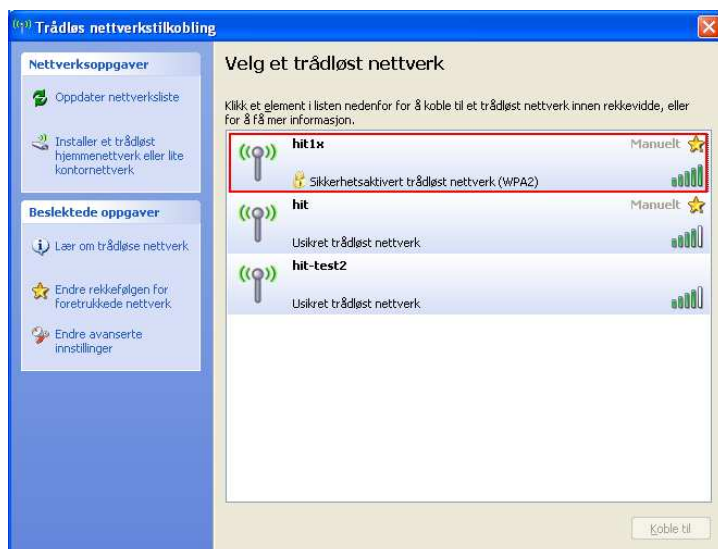 Trådløs nettverkstilkobling
Nettverksoppgaver
Oppdater nettverksliste
Installer et trådløst
hjemmenettverk eller lite
kontornettverk
Beslektede oppgaver
Lær om trådløse nettverk
Endre rekkefølgen for
foretrukkede nettverk
Endre avanserte
innstillinger
Velg et trådløst nettverk
Klikk et element i listen nedenfor for å koble til et trådløst nettverk innen rekkevidde, eller
for å få mer informasjon.
hit1x Manuelt
Sikkerhetsaktivert trådløst nettverk (WPA2)
hit Manuelt
Usikret trådløst nettverk
hit-test2
Usikret trådløst nettverk
Koble til